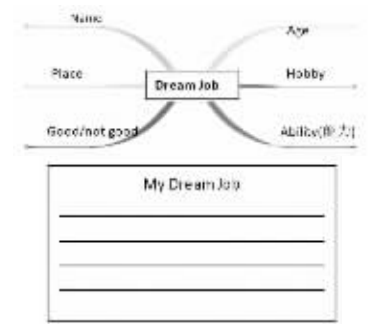 Name
Age
Place
Dream Job
Hobby
Good/not good
Ability(能力)
My Dream Job